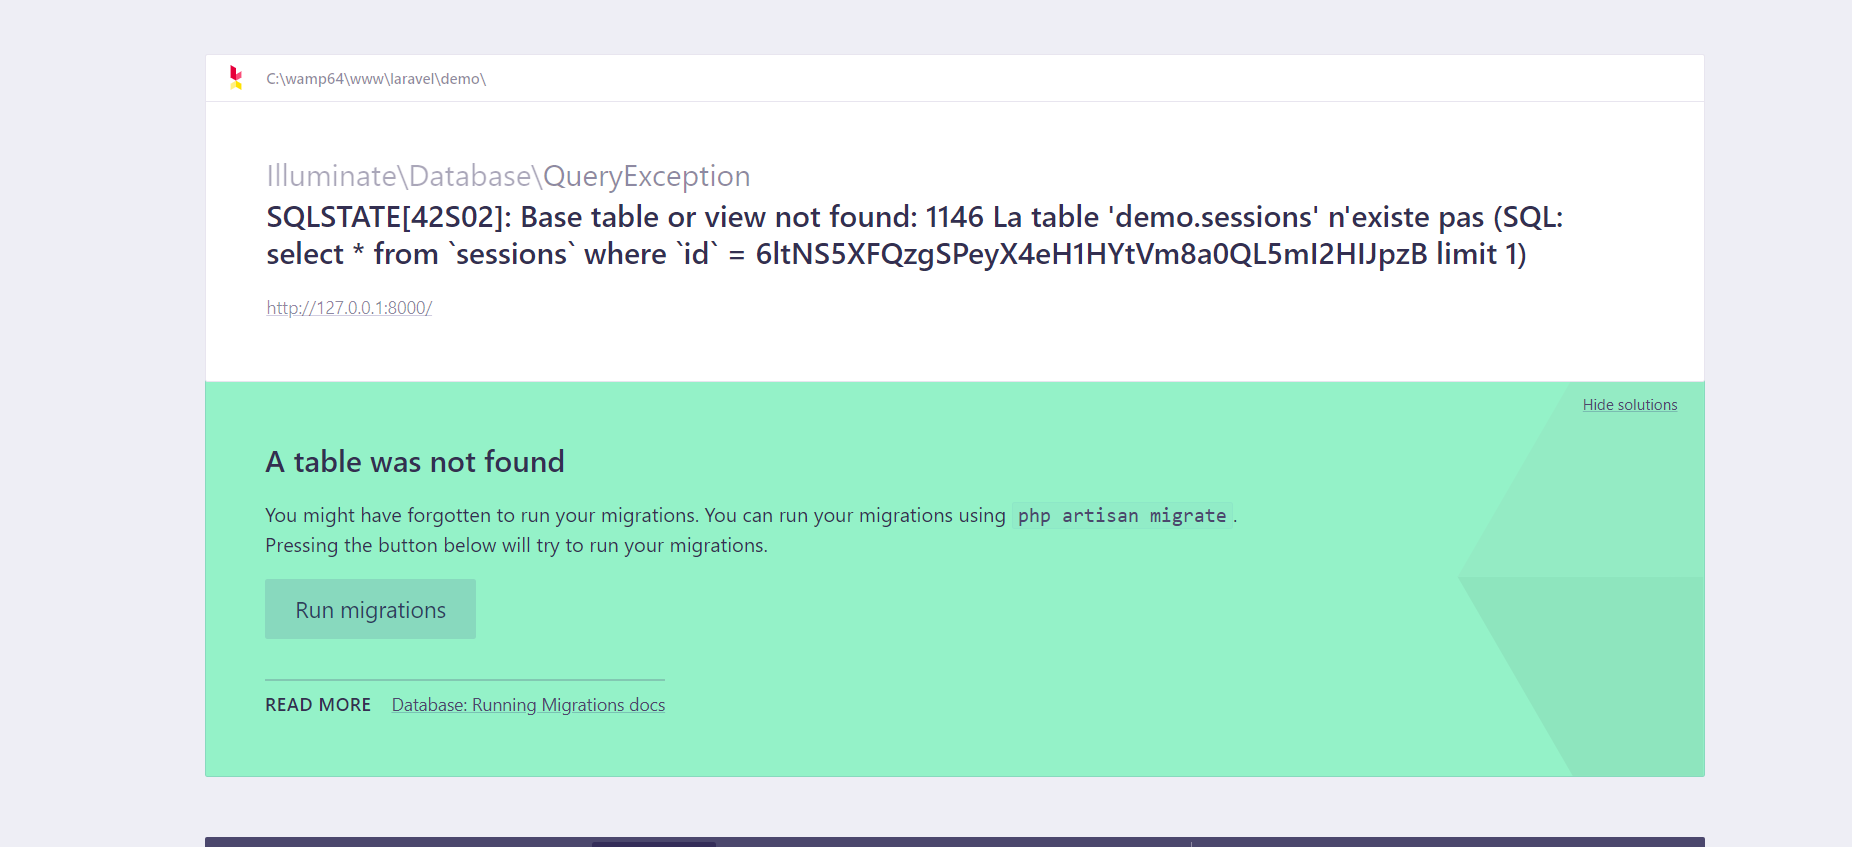 C:\wamp64\www\laravel\demo\
Illuminate\Database\QueryException
SQLSTATE[42S02]: Base table or view not found: 1146 La table 'demo.sessions' n'existe pas (SQL:
select * from `sessions` where `id` = 6ltNS5XFQzgSPeyX4eH1HYtVm8a0QL5mI2HIJpzB limit 1)
http://127.0.0.1:8000/
Hide solutions
A table was not found
You might have forgotten to run your migrations. You can run your migrations using php artisan migrate.
Pressing the button below will try to run your migrations.
Run migrations
READ MORE Database: Running Migrations docs